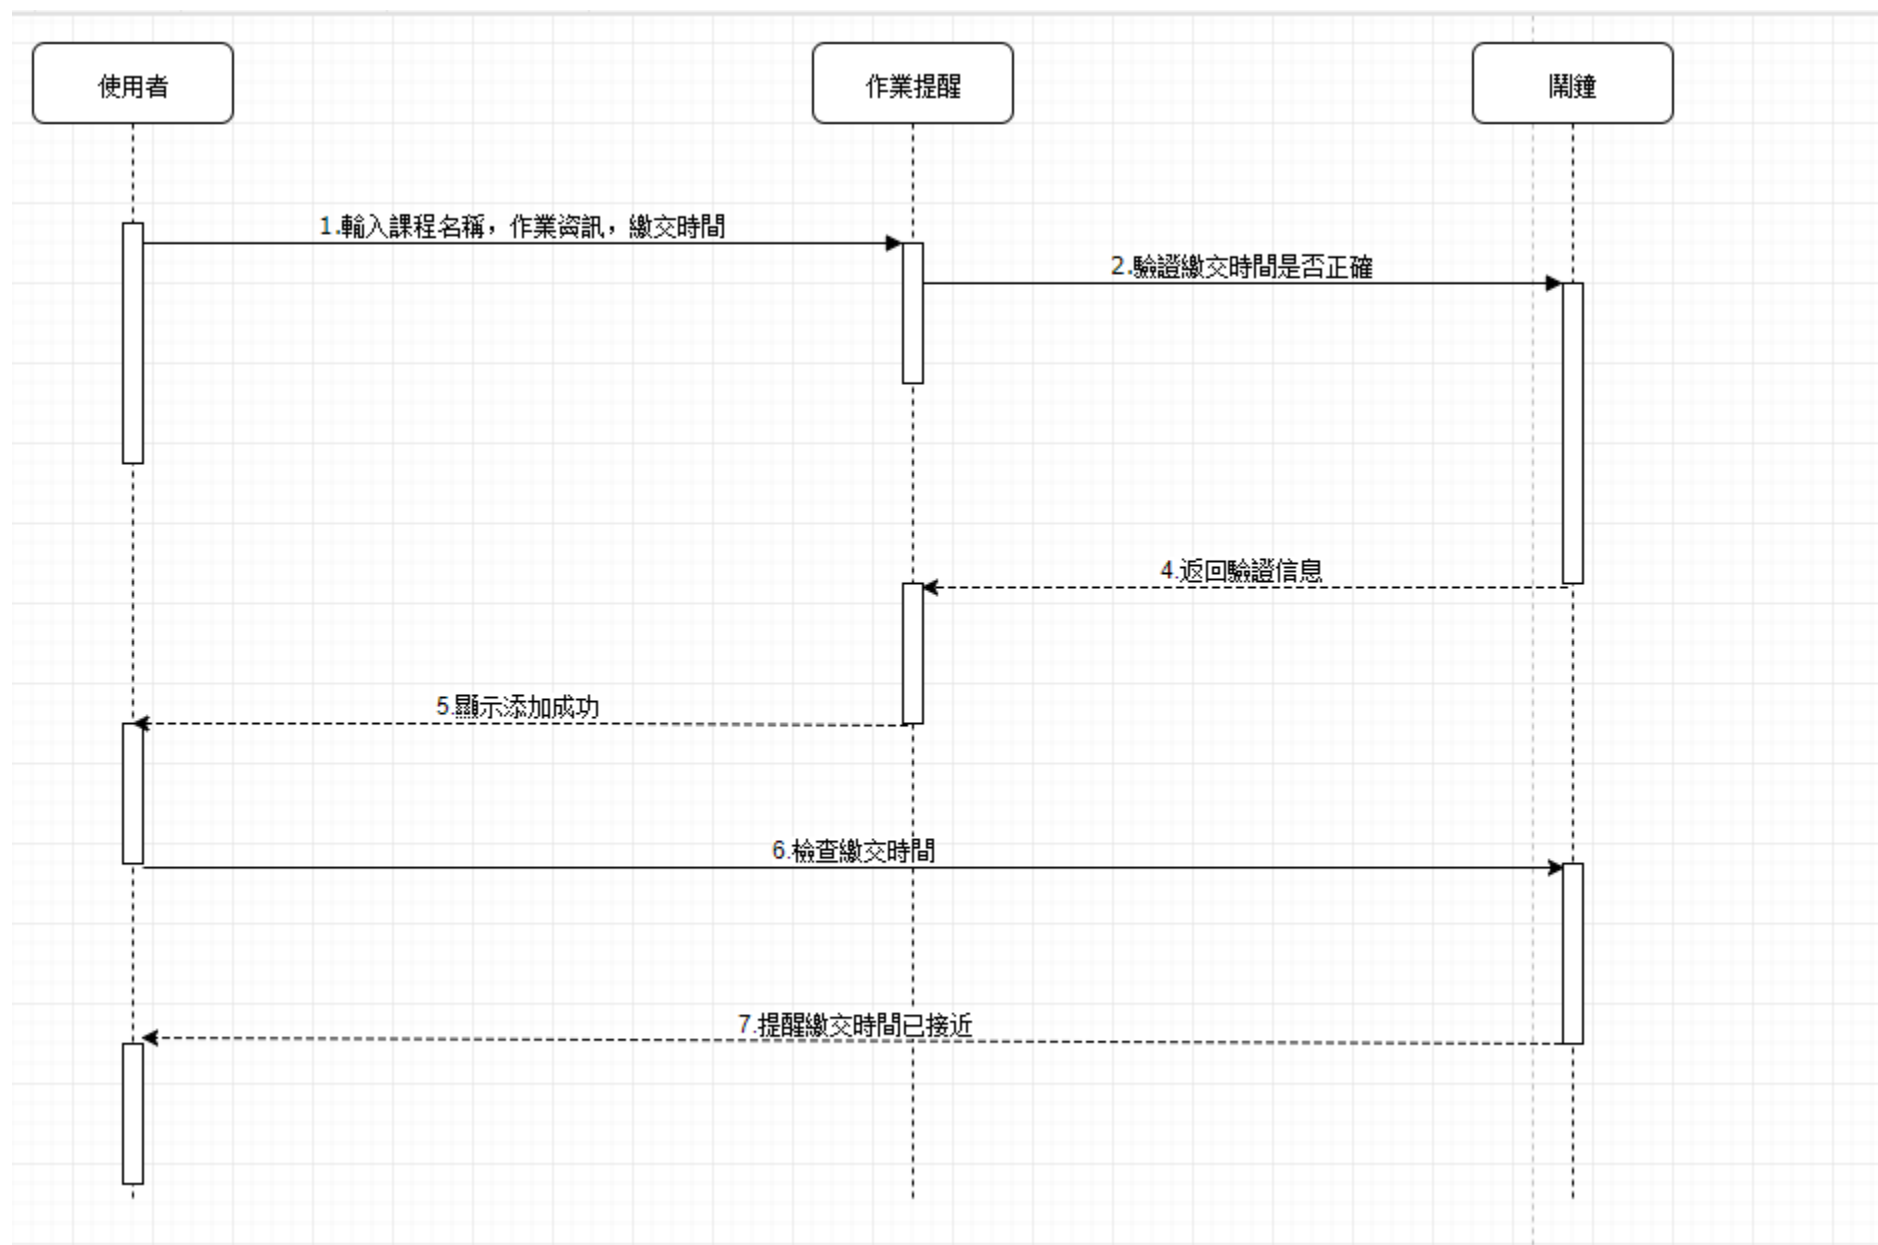 使用者
作業提醒
鬧鐘
1.輸入課程名稱，作業資訊，繳交時間
2.驗證繳交時間是否正確
4.返回驗證信息
5.顯示添加成功
6.檢查繳交時間
7.提醒繳交時間已接近